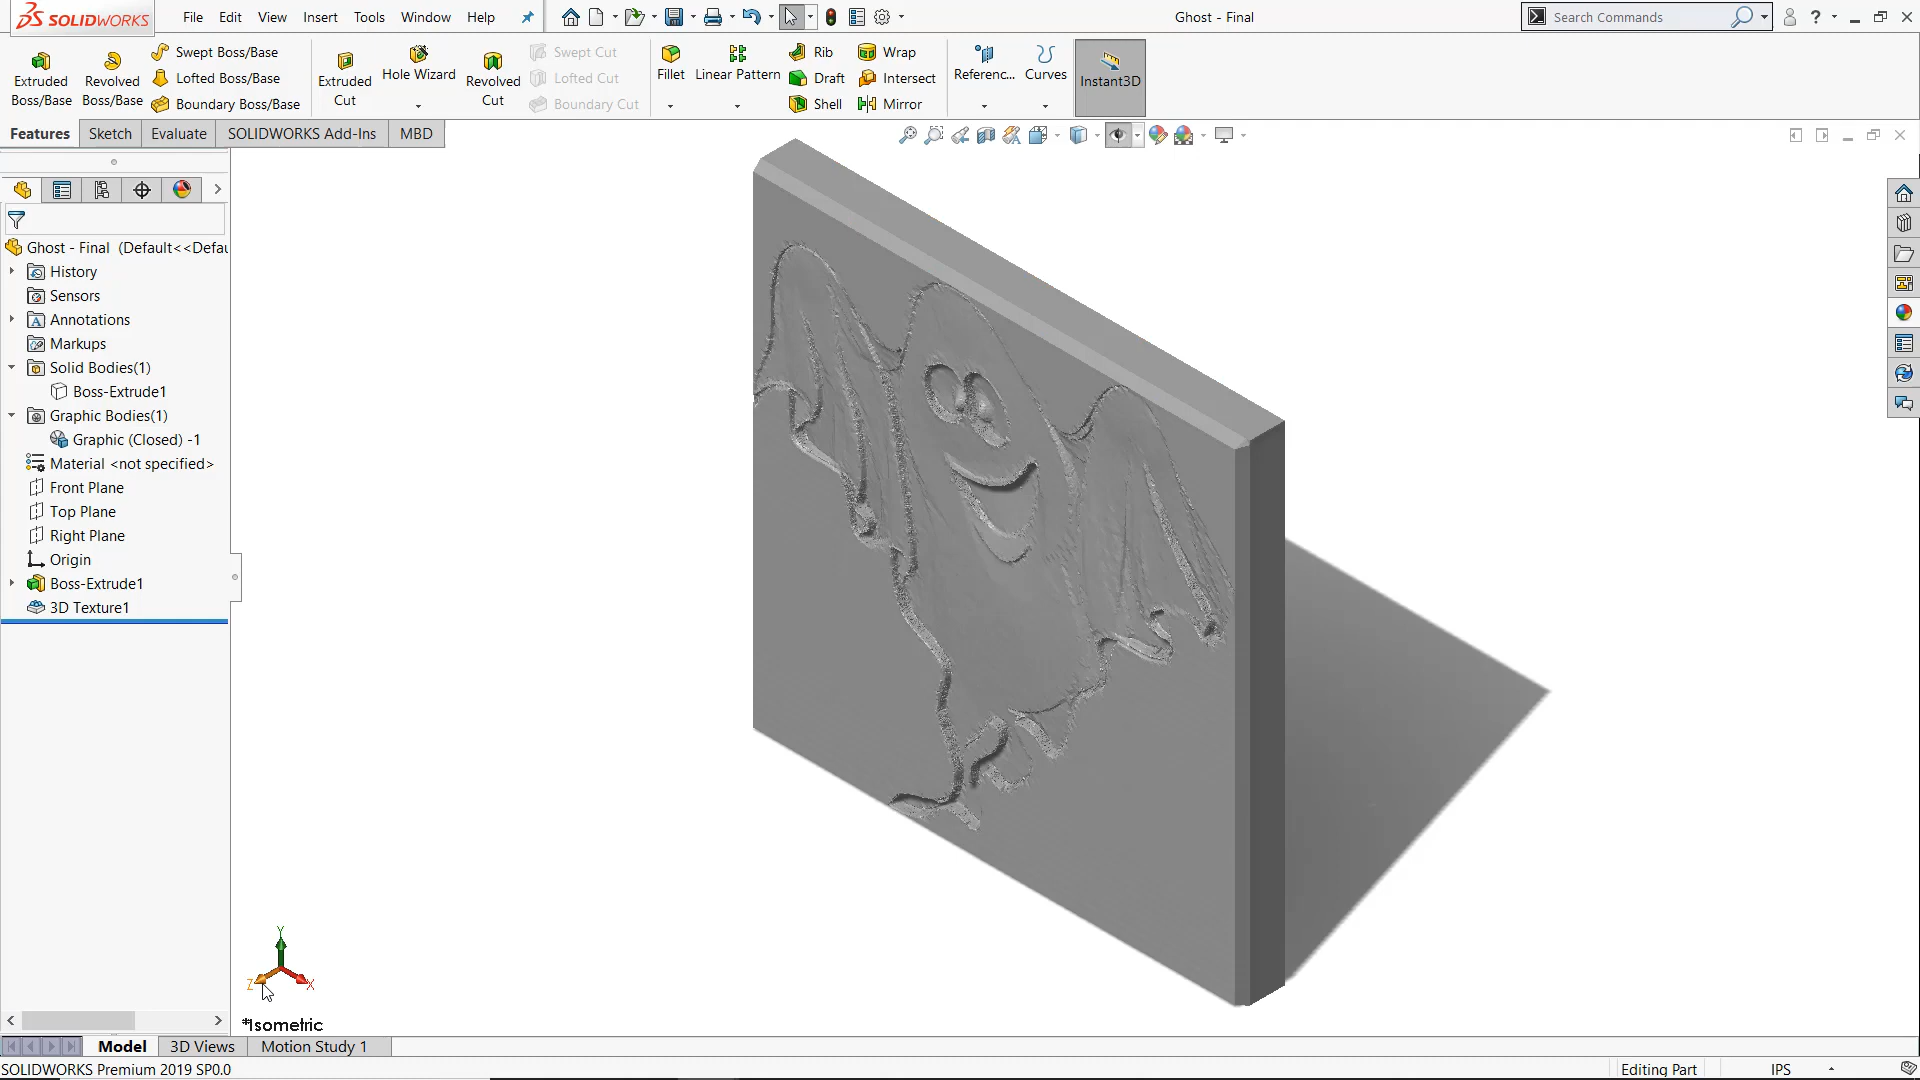 SOLIDWORKS File Edit View Insert Tools Window Help Ghost - Final Search Commands ?
Extruded Boss/Base
Revolved Boss/Base
Swept Boss/Base
Lofted Boss/Base
Boundary Boss/Base
Extruded Cut
Hole Wizard
Revolved Cut
Swept Cut
Lofted Cut
Boundary Cut
Fillet
Linear Pattern
Rib
Draft
Shell
Wrap
Intersect
Mirror
Referenc...
Curves
Instant3D
Features Sketch Evaluate SOLIDWORKS Add-Ins MBD
Ghost - Final (Default<<Defau
History
Sensors
Annotations
Markups
Solid Bodies(1)
Boss-Extrude1
Graphic Bodies(1)
Graphic (Closed) -1
Material <not specified>
Front Plane
Top Plane
Right Plane
Origin
Boss-Extrude1
3D Texture1
Y
Z X
*Isometric
Model 3D Views Motion Study 1
SOLIDWORKS Premium 2019 SP0.0 Editing Part IPS